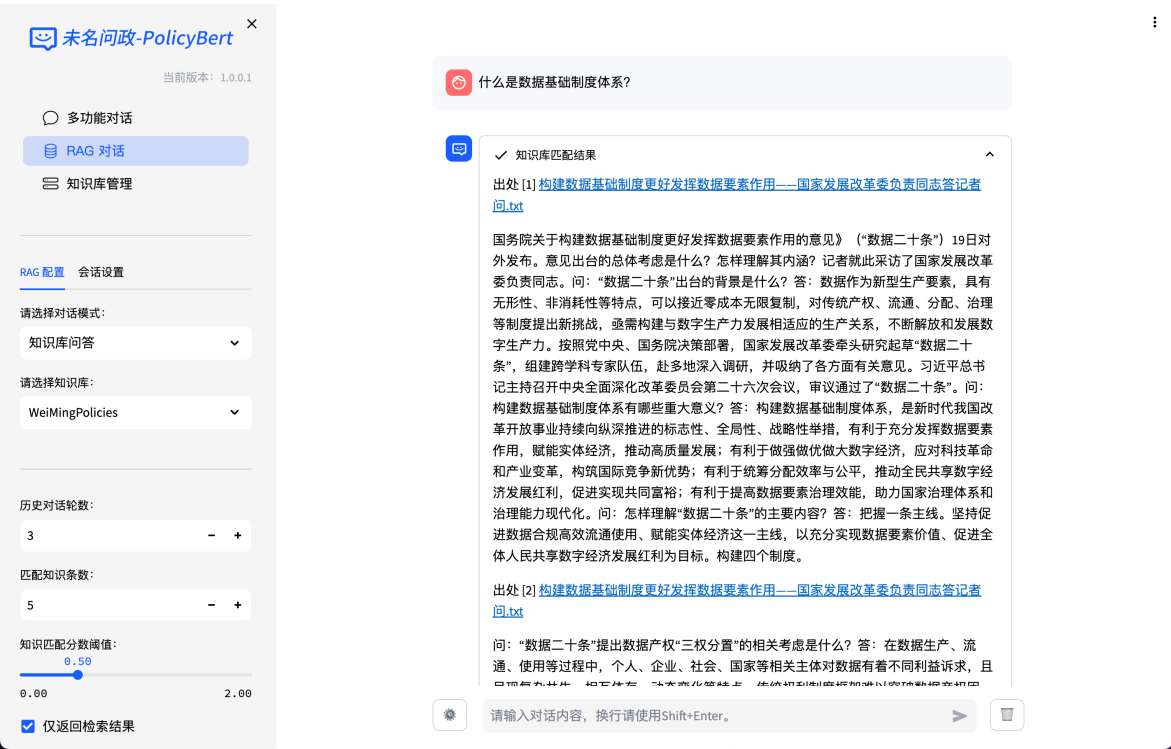 未名问政-PolicyBert
当前版本：1.0.0.1
多功能对话
RAG 对话
知识库管理
RAG 配置 会话设置
请选择对话模式：
知识库问答
请选择知识库：
WeiMingPolicies
历史对话轮数：
3
匹配知识条数：
5
知识匹配分数阈值：
0.50
0.00 2.00
仅返回检索结果
什么是数据基础制度体系？
知识库匹配结果
出处 [1] 构建数据基础制度更好发挥数据要素作用——国家发展改革委负责同志答记者
问.txt
国务院关于构建数据基础制度更好发挥数据要素作用的意见》（“数据二十条”）19日对
外发布。意见出台的总体考虑是什么？怎样理解其内涵？记者就此采访了国家发展改革
委负责同志。问：“数据二十条”出台的背景是什么？答：数据作为新型生产要素，具有
无形性、非消耗性等特点，可以接近零成本无限复制，对传统产权、流通、分配、治理
等制度提出新挑战，亟需构建与数字生产力发展相适应的生产关系，不断解放和发展数
字生产力。按照党中央、国务院决策部署，国家发展改革委牵头研究起草“数据二十
条”，组建跨学科专家队伍，赴多地深入调研，并吸纳了各方面有关意见。习近平总书
记主持召开中央全面深化改革委员会第二十六次会议，审议通过了“数据二十条”。问：
构建数据基础制度体系有哪些重大意义？答：构建数据基础制度体系，是新时代我国改
革开放事业持续向纵深推进的标志性、全局性、战略性举措，有利于充分发挥数据要素
作用，赋能实体经济，推动高质量发展；有利于做强做优做大数字经济，应对科技革命
和产业变革，构筑国际竞争新优势；有利于统筹分配效率与公平，推动全民共享数字经
济发展红利，促进实现共同富裕；有利于提高数据要素治理效能，助力国家治理体系和
治理能力现代化。问：怎样理解“数据二十条”的主要内容？答：把握一条主线。坚持促
进数据合规高效流通使用、赋能实体经济这一主线，以充分实现数据要素价值、促进全
体人民共享数字经济发展红利为目标。构建四个制度。
出处 [2] 构建数据基础制度更好发挥数据要素作用——国家发展改革委负责同志答记者
问.txt
问：“数据二十条”提出数据产权“三权分置”的相关考虑是什么？答：在数据生产、流
通、使用等过程中，个人、企业、社会、国家等相关主体对数据有着不同利益诉求，且
请输入对话内容，换行请使用Shift+Enter。